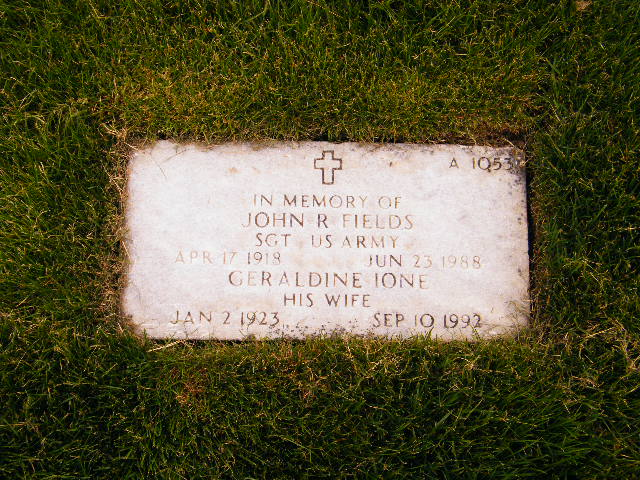 A 1053
IN MEMORY OF
JOHN R FIELDS
SGT US ARMY
APR 17 1918 JUN 23 1988
GERALDINE IONE
HIS WIFE
JAN 2 1923 SEP 10 1992